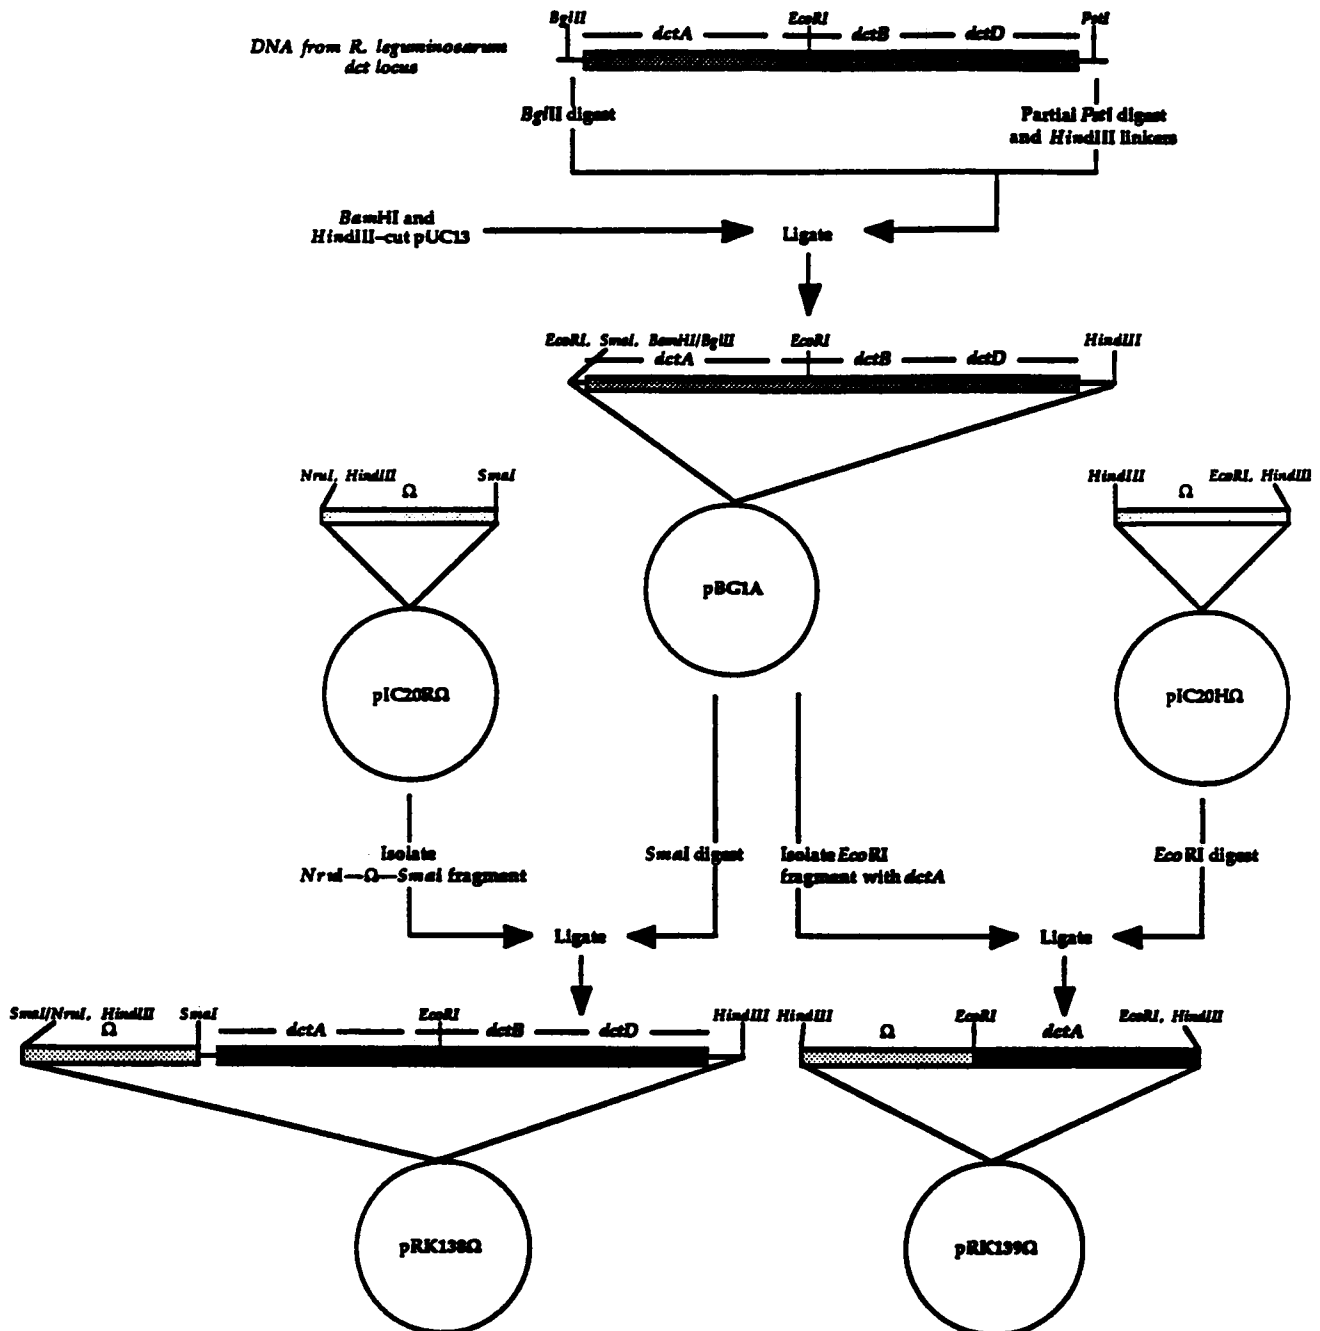 BglII
EcoRI
PstI
dctA
dctB
dctD
DNA from R. leguminosarum
dct locus
BglII digest
Partial PstI digest
and HindIII linkers
BamHI and
HindIII-cut pUC13
Ligate
EcoRI, SmaI, BamHI/BglII
EcoRI
HindIII
dctA
dctB
dctD
NruI, HindIII
SmaI
Ω
HindIII
EcoRI, HindIII
Ω
pBG1A
pIC20RΩ
pIC20HΩ
Isolate
NruI—Ω—SmaI fragment
SmaI digest
Isolate EcoRI
fragment with dctA
EcoRI digest
Ligate
Ligate
SmaI/NruI, HindIII
SmaI
EcoRI
HindIII
HindIII
EcoRI
EcoRI, HindIII
Ω
dctA
dctB
dctD
Ω
dctA
pRK138Ω
pRK139Ω